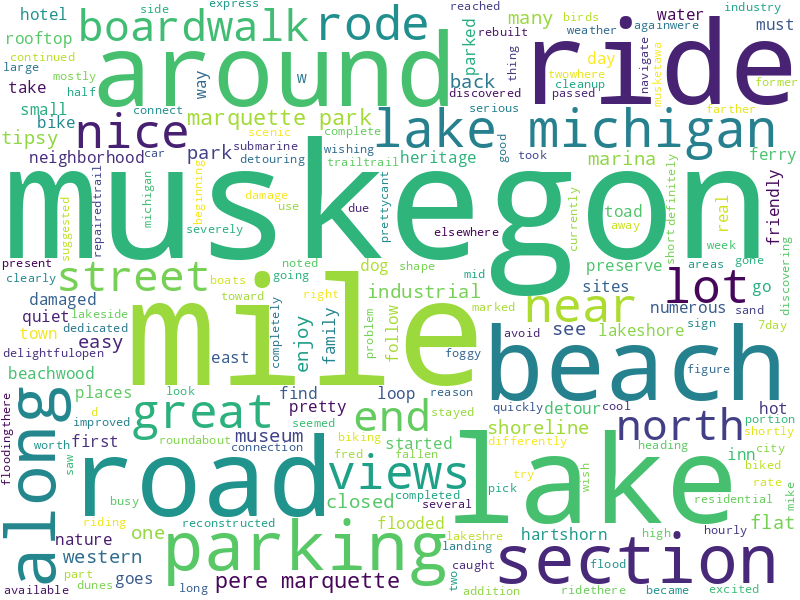 side express reached industry
hotel boardwalk rode many birds againwere
rooftop around parked weather water must
continued rebuilt ride
large mostly way w thing day twowhere navigate musketawa former
take half connect back discovered cleanup passed farther
small marquette park serious
bike nice scenic complete lake michigan
tipsy submarine wishing good
neighborhood car park detouring trailtrail heritage took marina ferry
muskegon
suggested repairedtrail michigan severely beginning damage use due prettycant elsewhere currently toad away short definitely real week friendly
present noted dog shape mid preserve areas gone
clearly street boats going industrial sites lot go discovering
damaged lakeside toward right near numerous sand
quiet dedicated mile completely family problem marked sign 7day
town easy enjoy follow avoid see lakeshore
delightfulopen east foggy beach figure
beachwood places look find loop reason quickly cool hot
d great pretty end stayed detour portion
floodingthere improved along seemed shoreline north shortly
worth first roundabout museum biking started differently inn city
saw connection fred fallen try wish heading biked
road views lake rate
busy closed completed several pick residential mike
riding reconstructed flooded hartshorn high hourly flat
nature one parking lakeshre
western landing flood section
part goes caught two
dunes pere marquette ridethere
available long addition became excited